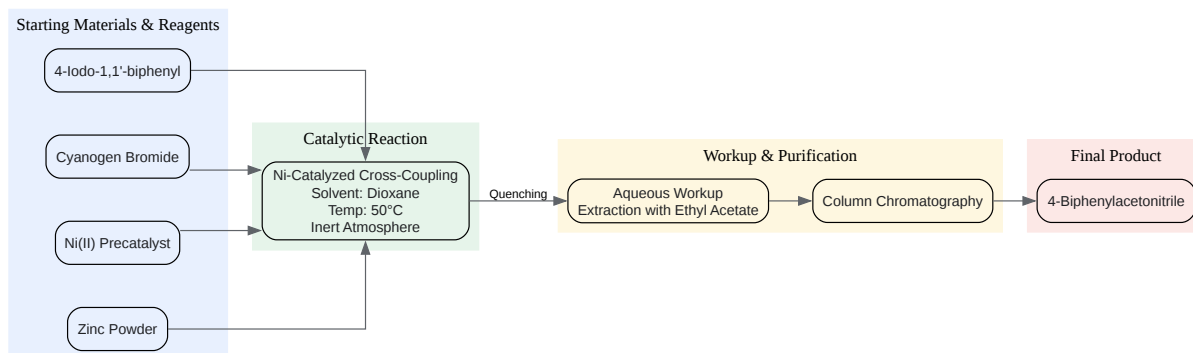 Starting Materials & Reagents
4-Iodo-1,1'-biphenyl
Cyanogen Bromide
Ni(II) Precatalyst
Zinc Powder
Catalytic Reaction
Ni-Catalyzed Cross-Coupling
Solvent: Dioxane
Temp: 50°C
Inert Atmosphere
Quenching
Workup & Purification
Aqueous Workup
Extraction with Ethyl Acetate
Column Chromatography
Final Product
4-Biphenylacetonitrile